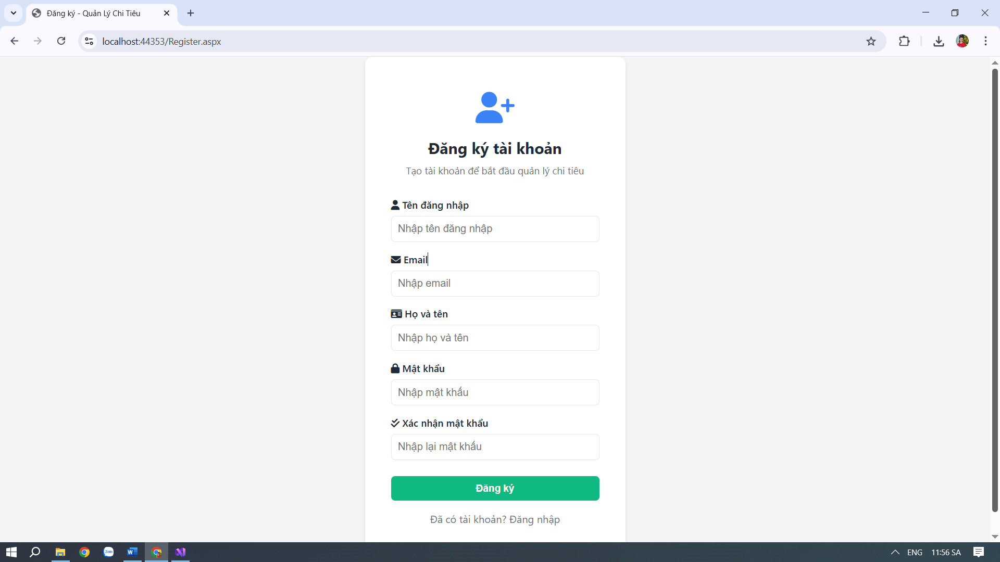 Đăng ký - Quản Lý Chi Tiêu
localhost:44353/Register.aspx
Đăng ký tài khoản
Tạo tài khoản để bắt đầu quản lý chi tiêu
Tên đăng nhập
Nhập tên đăng nhập
Email
Nhập email
Họ và tên
Nhập họ và tên
Mật khẩu
Nhập mật khẩu
Xác nhận mật khẩu
Nhập lại mật khẩu
Đăng ký
Đã có tài khoản? Đăng nhập
Zalo
W
ENG
11:56 SA